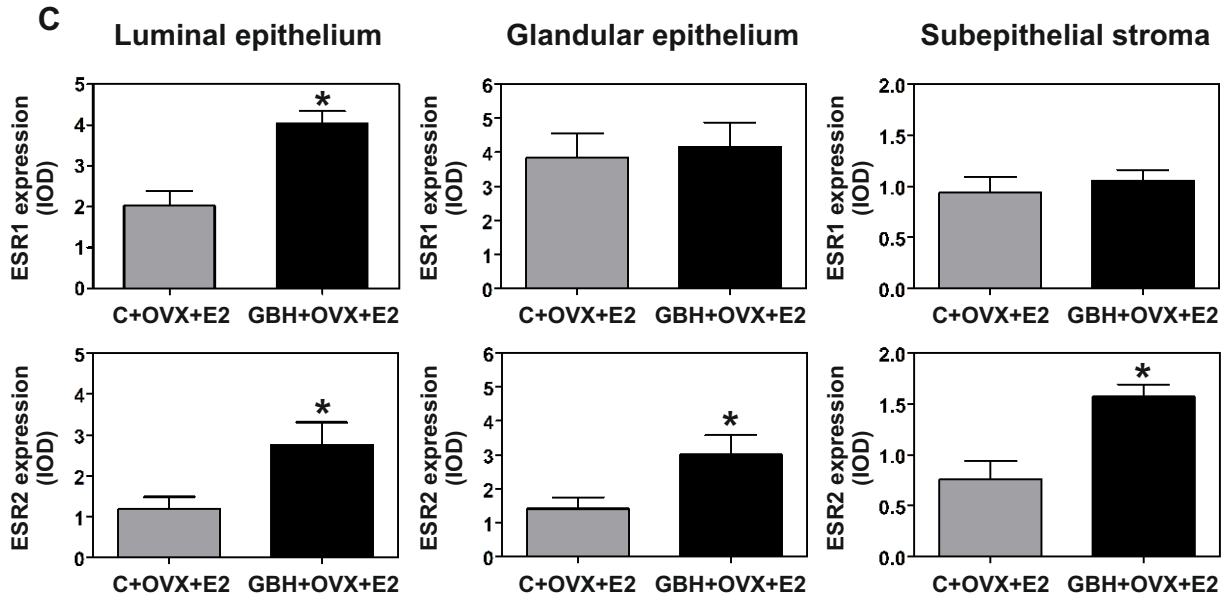 C
Luminal epithelium
Glandular epithelium
Subepithelial stroma
ESR1 expression
(IOD)
5
4
3
2
1
0
*
C+OVX+E2 GBH+OVX+E2
ESR1 expression
(IOD)
6
5
4
3
2
1
0
C+OVX+E2 GBH+OVX+E2
ESR1 expression
(IOD)
2.0
1.5
1.0
0.5
0.0
C+OVX+E2 GBH+OVX+E2
ESR2 expression
(IOD)
5
4
3
2
1
0
*
C+OVX+E2 GBH+OVX+E2
ESR2 expression
(IOD)
6
5
4
3
2
1
0
*
C+OVX+E2 GBH+OVX+E2
ESR2 expression
(IOD)
2.0
1.5
1.0
0.5
0.0
*
C+OVX+E2 GBH+OVX+E2